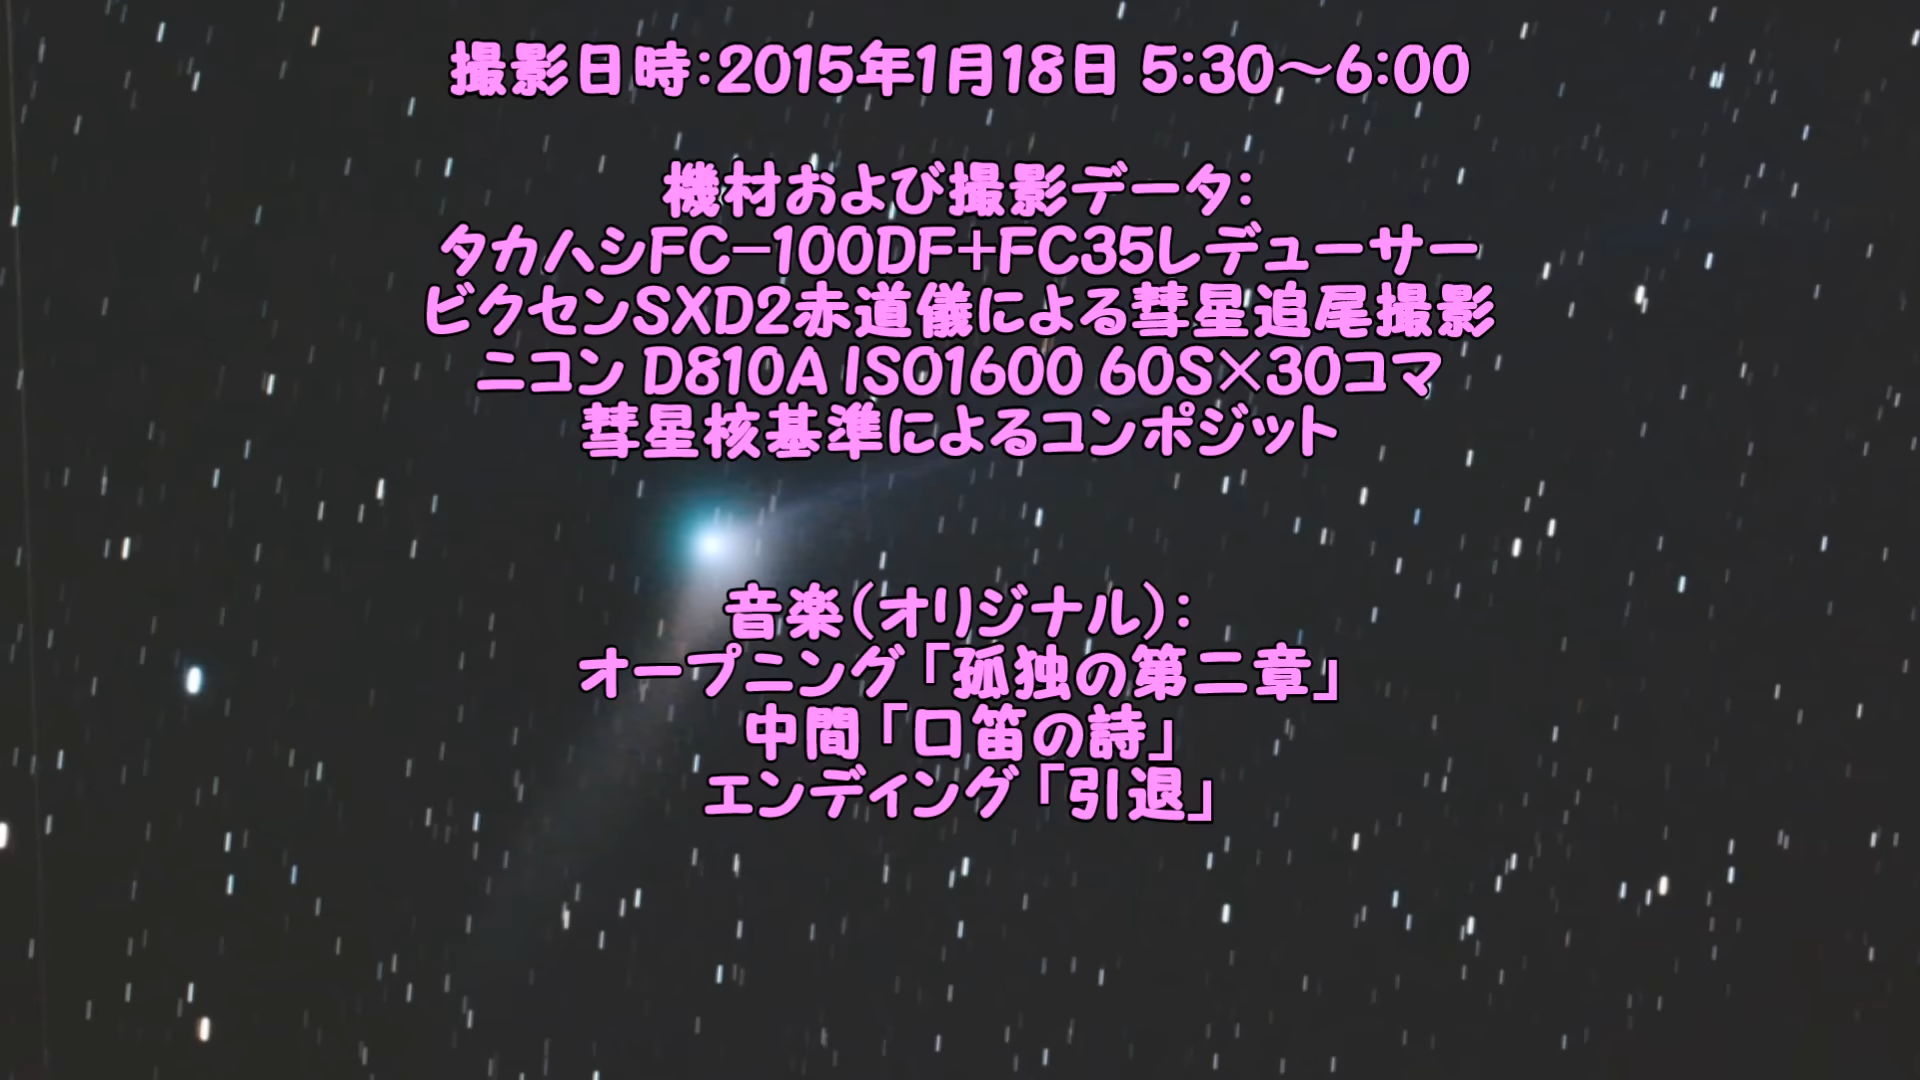 撮影日時：2015年1月18日 5：30～6：00
機材および撮影データ：
タカハシFC-100DF+FC35レデューサー
ビクセンSXD2赤道儀による彗星追尾撮影
ニコン D810A ISO1600 60S×30コマ
彗星核基準によるコンポジット
音楽（オリジナル）：
オープニング「孤独の第二章」
中間「口笛の詩」
エンディング「引退」